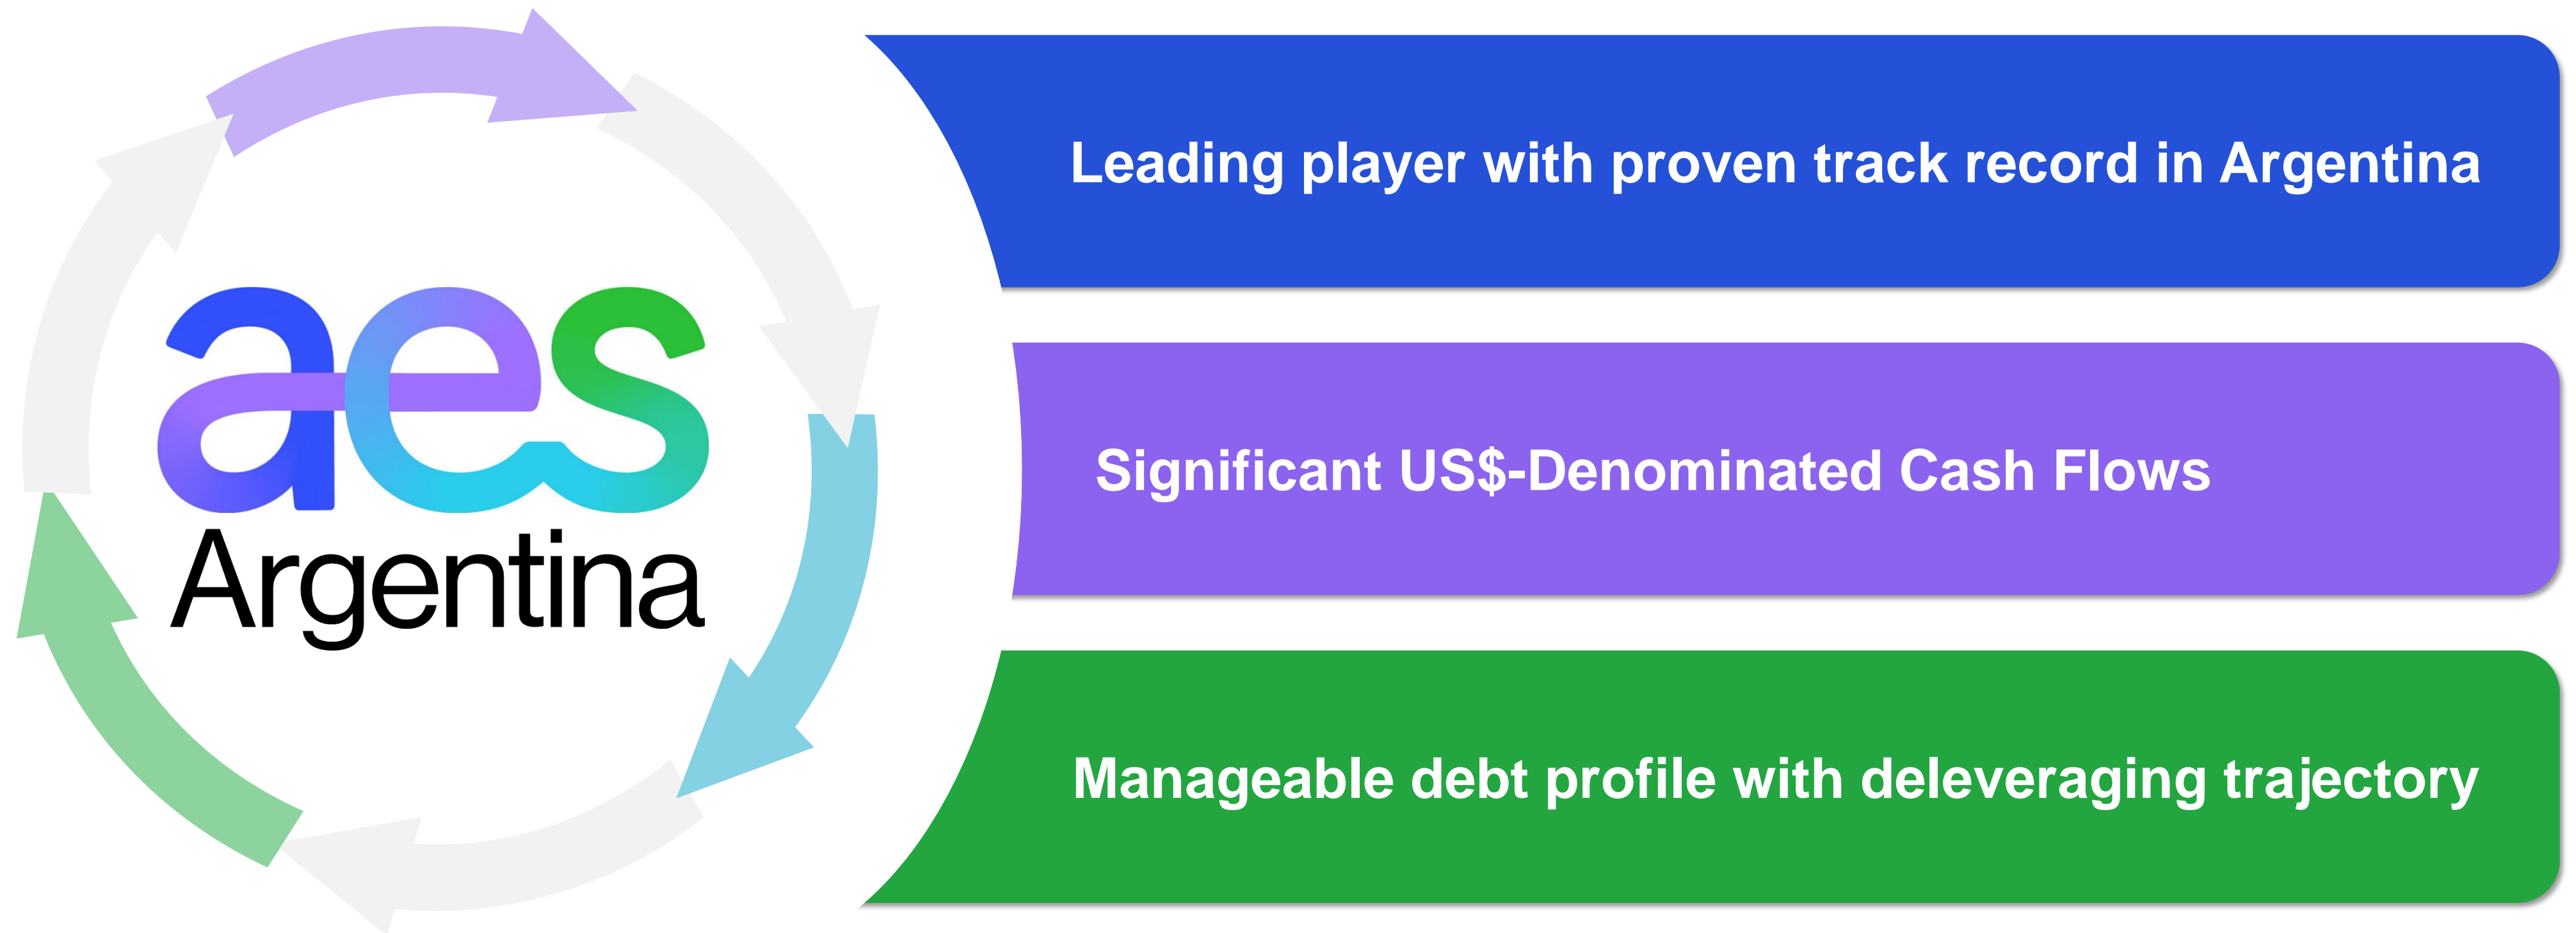 aes
Argentina
Leading player with proven track record in Argentina
Significant US$-Denominated Cash Flows
Manageable debt profile with deleveraging trajectory